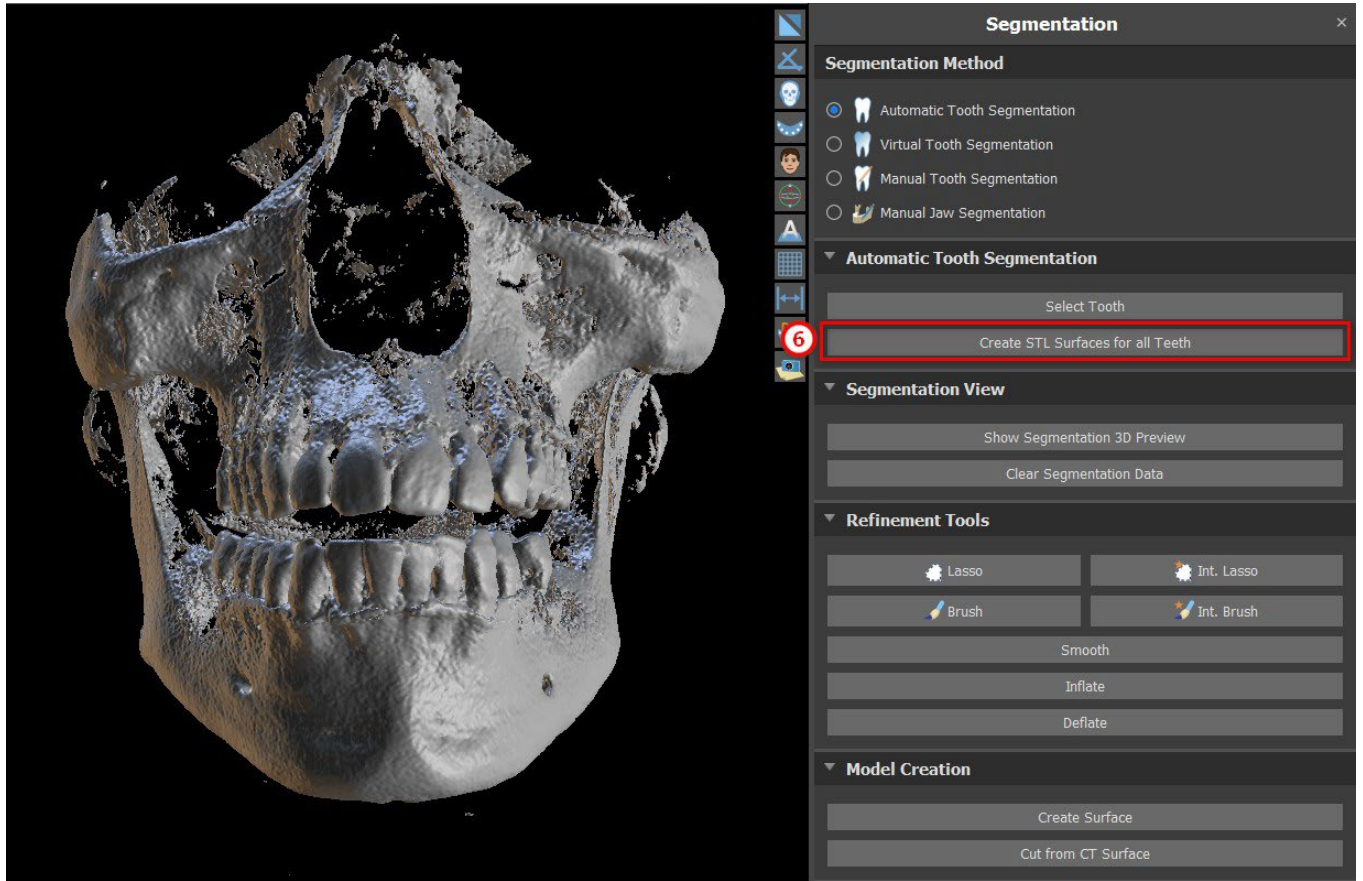 Segmentation
×
Segmentation Method
Automatic Tooth Segmentation
Virtual Tooth Segmentation
Manual Tooth Segmentation
Manual Jaw Segmentation
Automatic Tooth Segmentation
Select Tooth
6
Create STL Surfaces for all Teeth
Segmentation View
Show Segmentation 3D Preview
Clear Segmentation Data
Refinement Tools
Lasso
Int. Lasso
Brush
Int. Brush
Smooth
Inflate
Deflate
Model Creation
Create Surface
Cut from CT Surface